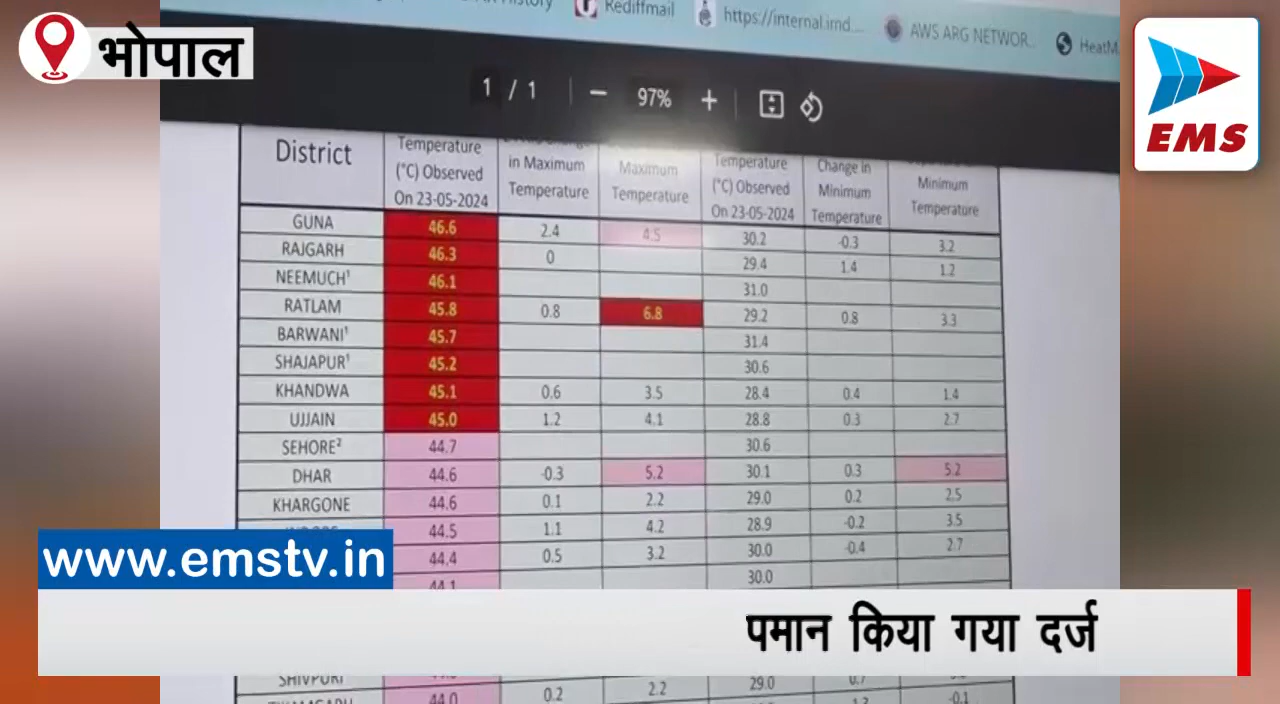 भोपाल
History Rediffmail https://internal.imd.... AWS ARG NETWOR... HeatM
EMS
1 / 1 97%
District Temperature (°C) Observed On 23-05-2024 in Maximum Temperature Maximum Temperature Temperature (°C) Observed On 23-05-2024 Change in Minimum Temperature Minimum Temperature
GUNA 46.6 2.4 4.5 30.2 -0.3 3.2
RAJGARH 46.3 0 29.4 1.4 1.2
NEEMUCH¹ 46.1 31.0
RATLAM 45.8 0.8 6.8 29.2 0.8 3.3
BARWANI¹ 45.7 31.4
SHAJAPUR¹ 45.2 30.6
KHANDWA 45.1 0.6 3.5 28.4 0.4 1.4
UJJAIN 45.0 1.2 4.1 28.8 0.3 2.7
SEHORE² 44.7 30.6
DHAR 44.6 -0.3 5.2 30.1 0.3 5.2
KHARGONE 44.6 0.1 2.2 29.0 0.2 2.5
44.5 1.1 4.2 28.9 -0.2 3.5
www.emstv.in 44.4 0.5 3.2 30.0 -0.4 2.7
44.1 30.0
पमान किया गया दर्ज
SHIVPURI 2.2 29.0 0.7
44.0 0.2 -0.1